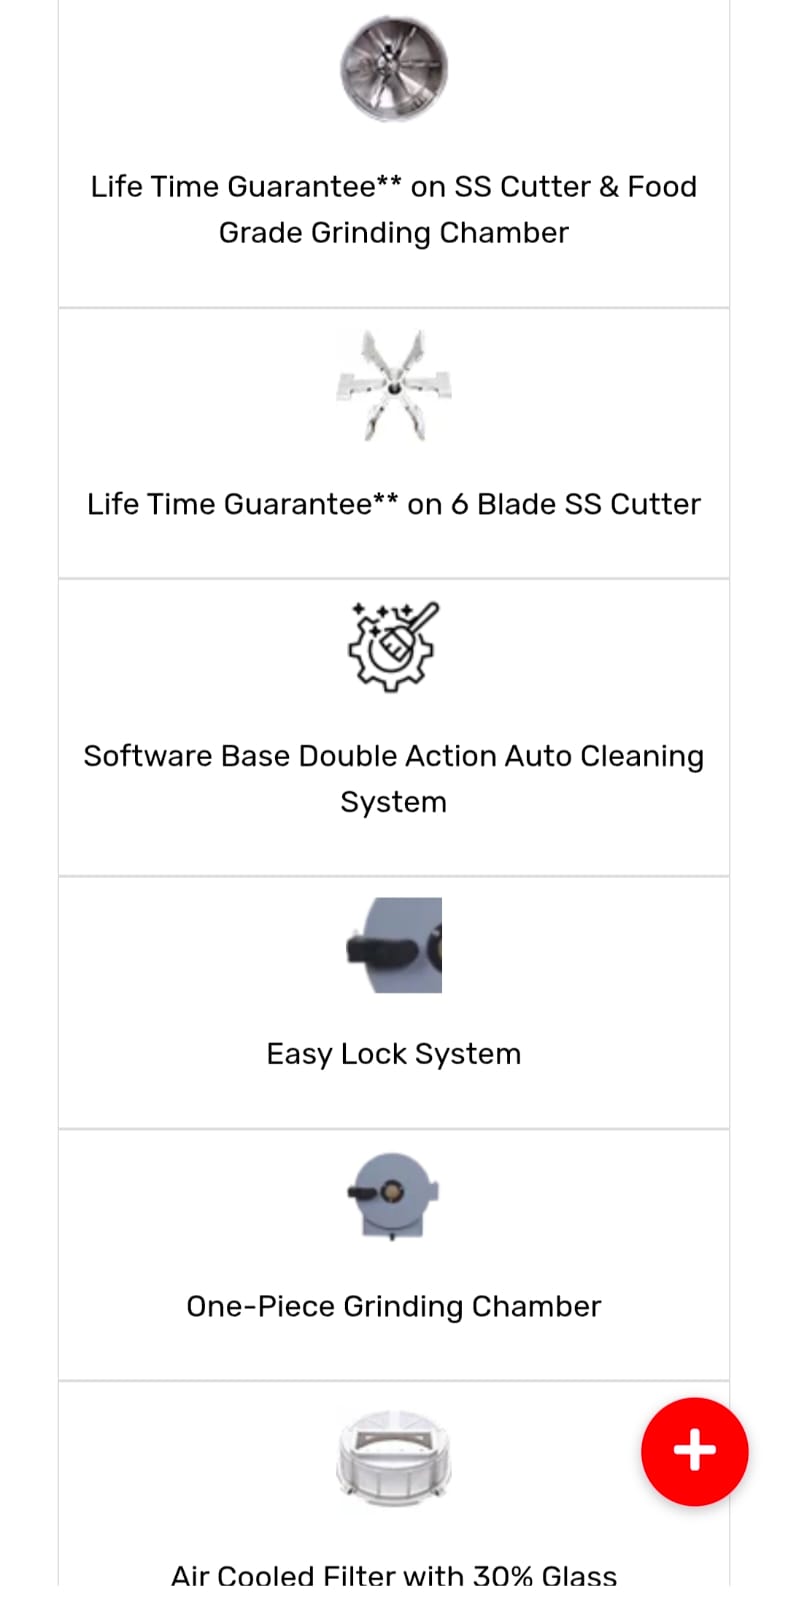 Life Time Guarantee** on SS Cutter & Food
Grade Grinding Chamber
Life Time Guarantee** on 6 Blade SS Cutter
Software Base Double Action Auto Cleaning
System
Easy Lock System
One-Piece Grinding Chamber
Air Cooled Filter with 30% Glass